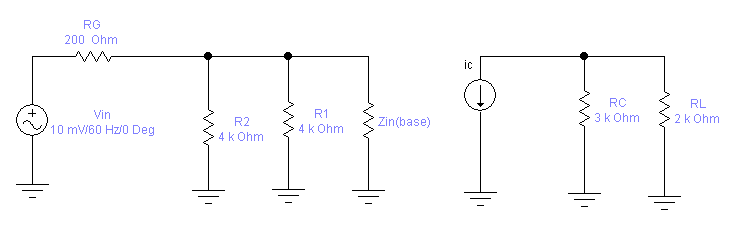 RG
200 Ohm
Vin
10 mV/60 Hz/0 Deg
R2
4 k Ohm
R1
4 k Ohm
Zin(base)
ic
RC
3 k Ohm
RL
2 k Ohm